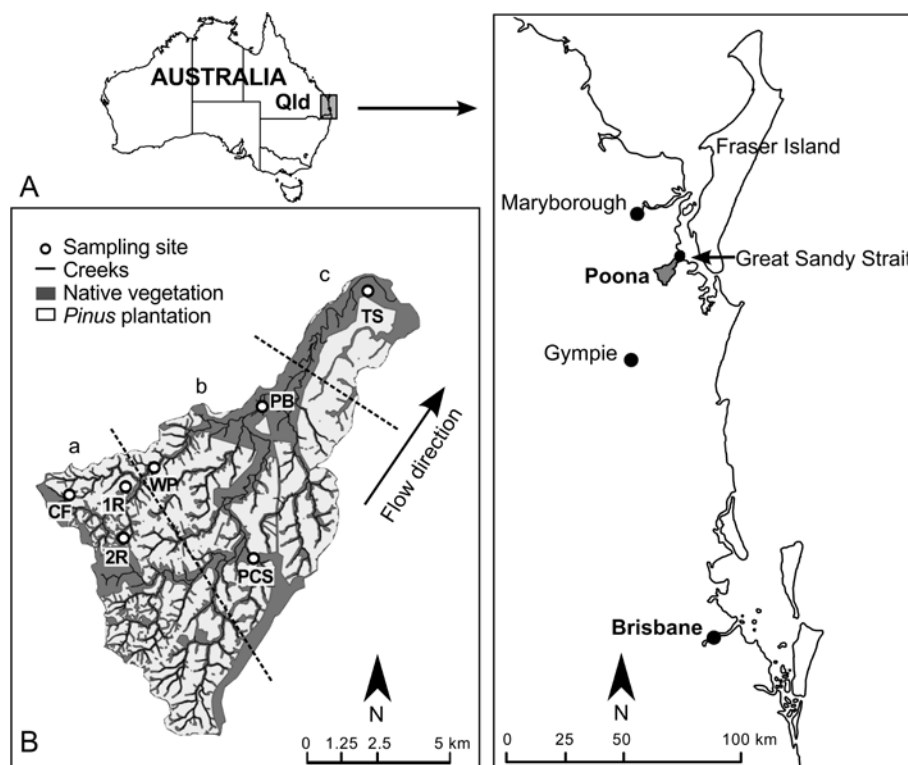 AUSTRALIA
Qld
A
Fraser Island
Maryborough
Great Sandy Strait
Poona
Gympie
Brisbane
N
0 50 100 km
Sampling site
Creeks
Native vegetation
Pinus plantation
c
TS
b
PB
Flow direction
a
WP
CF
1R
2R
PCS
N
B
0 1.25 2.5 5 km